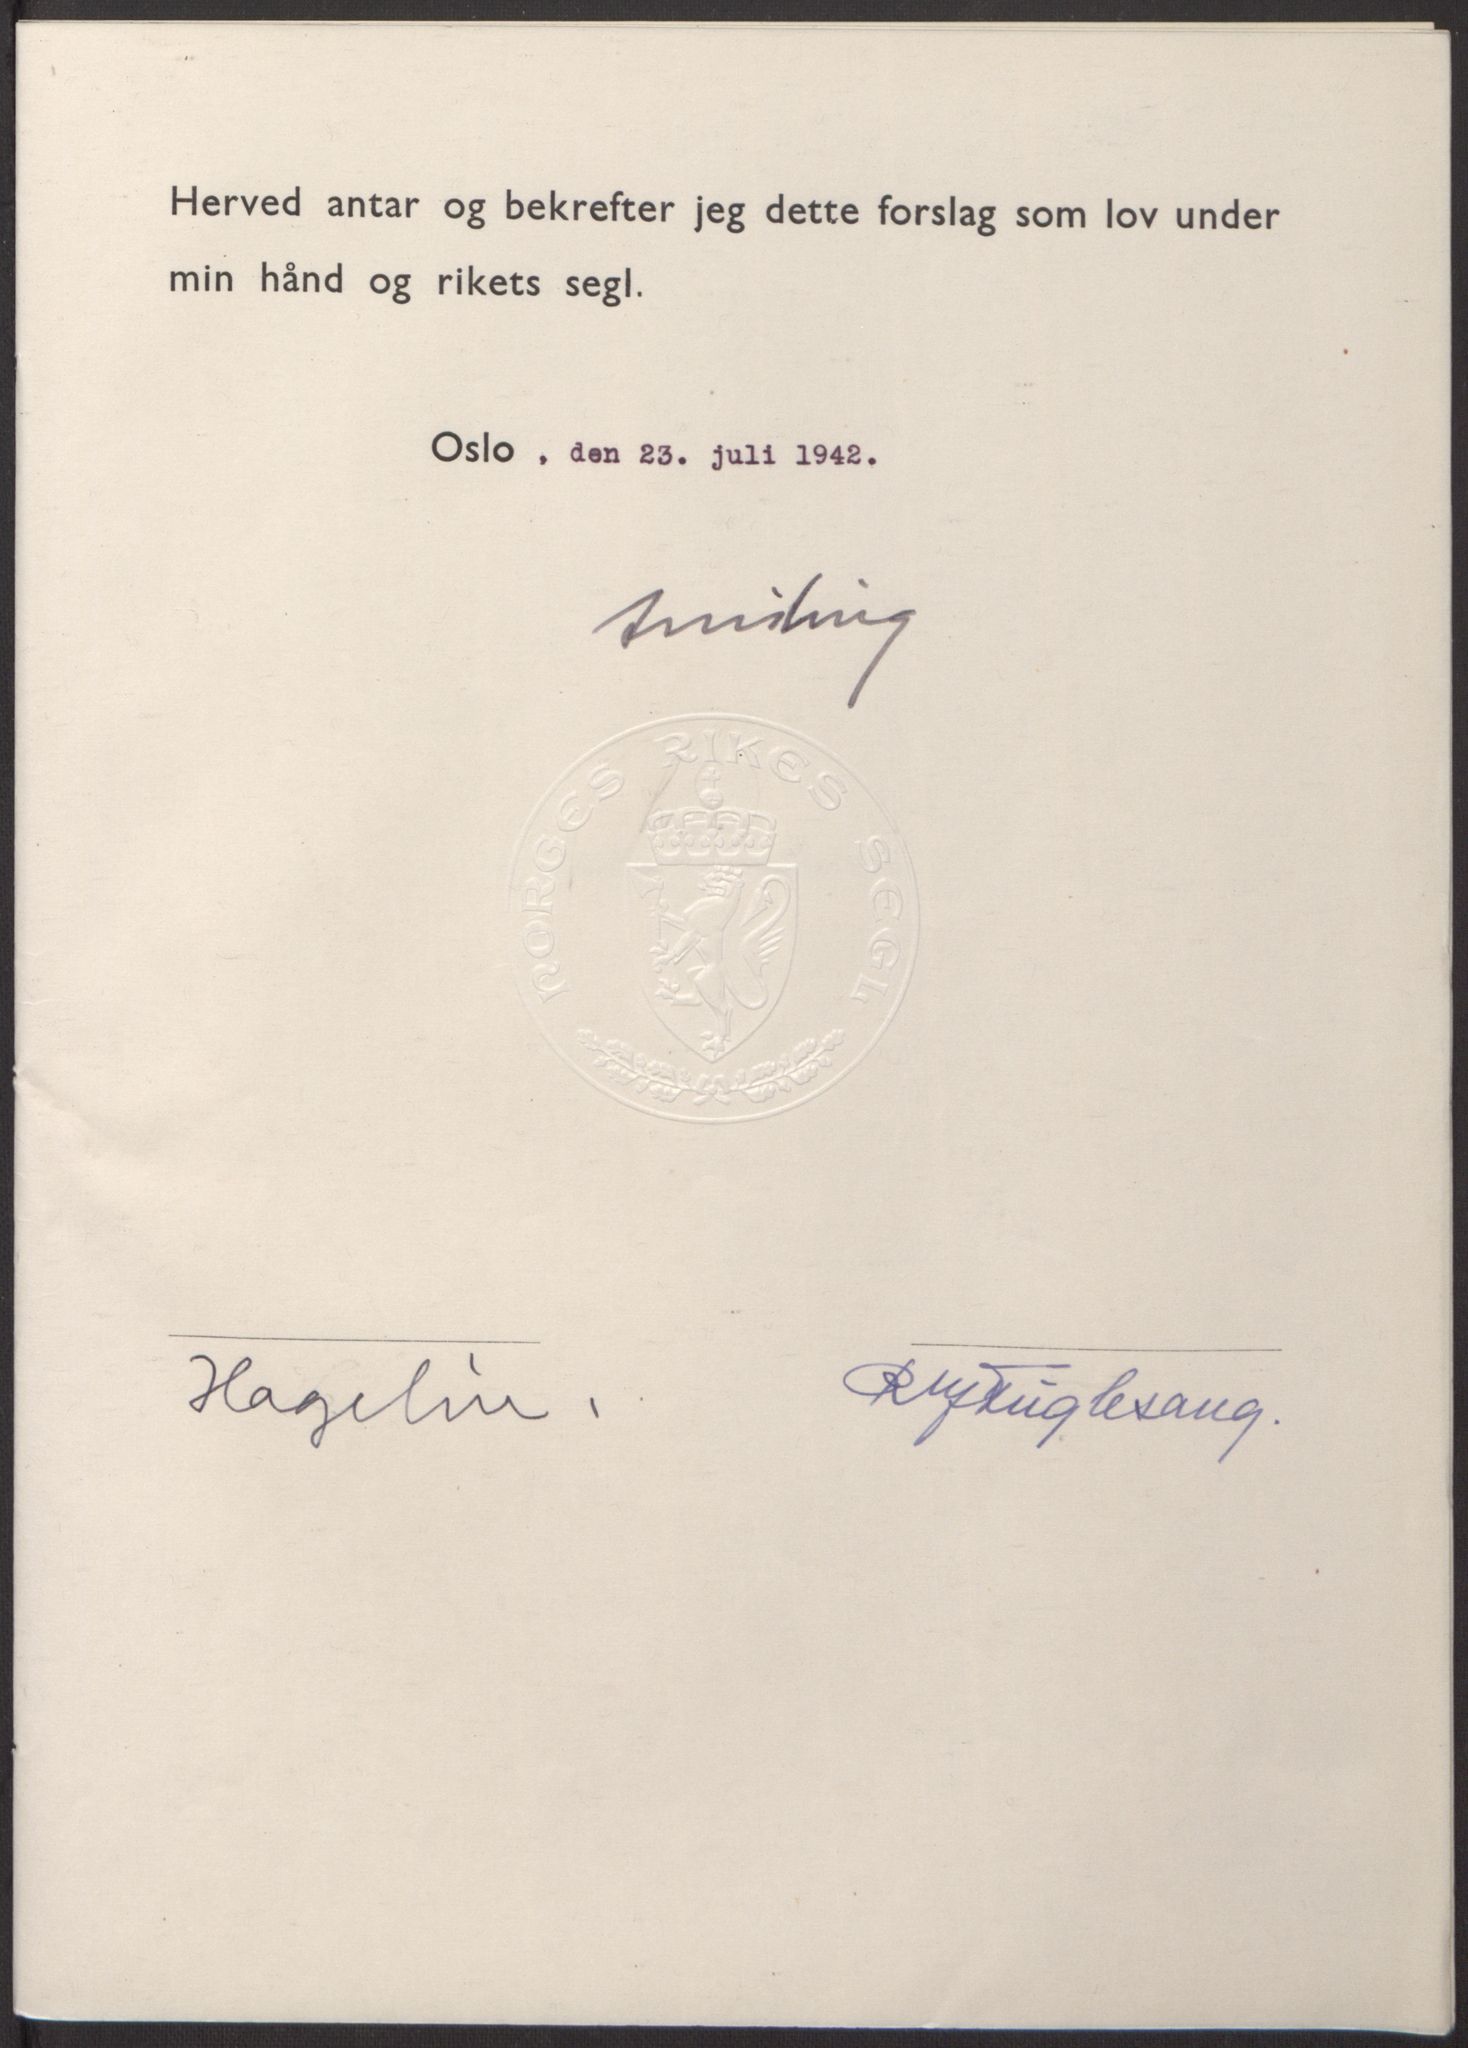 Herved antar og bekrefter jeg dette forslag som lov under
min hånd og rikets segl.
Oslo , den 23. juli 1942.
Quisling
NORGES RIKES SEGL
Hagelin.
R J Fuglesang.